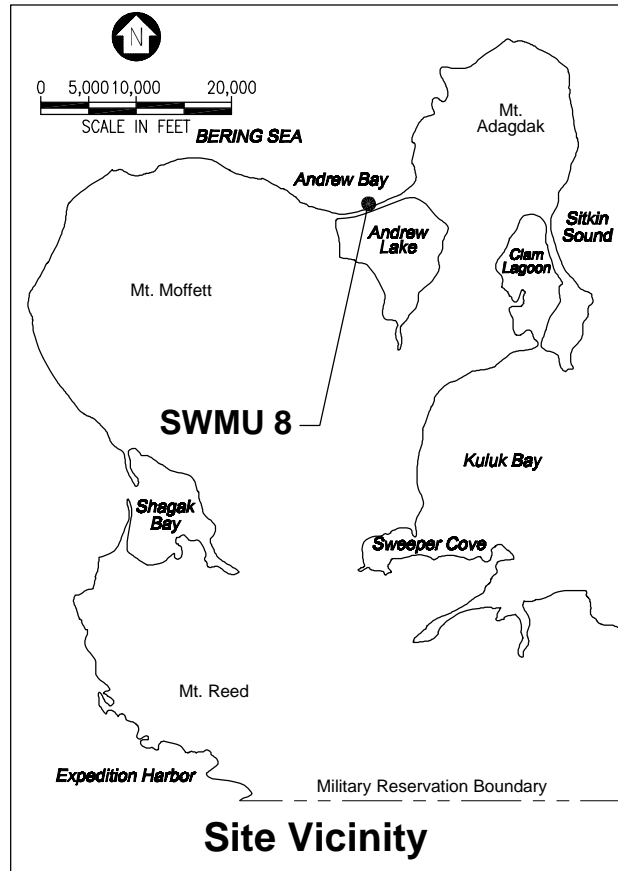 N
0 5,000 10,000 20,000
SCALE IN FEET
BERING SEA
Mt.
Adagdak
Andrew Bay
Andrew
Lake
Sitkin
Sound
Clam
Lagoon
Mt. Moffett
SWMU 8
Kuluk Bay
Shagak
Bay
Sweeper Cove
Mt. Reed
Expedition Harbor
Military Reservation Boundary
Site Vicinity